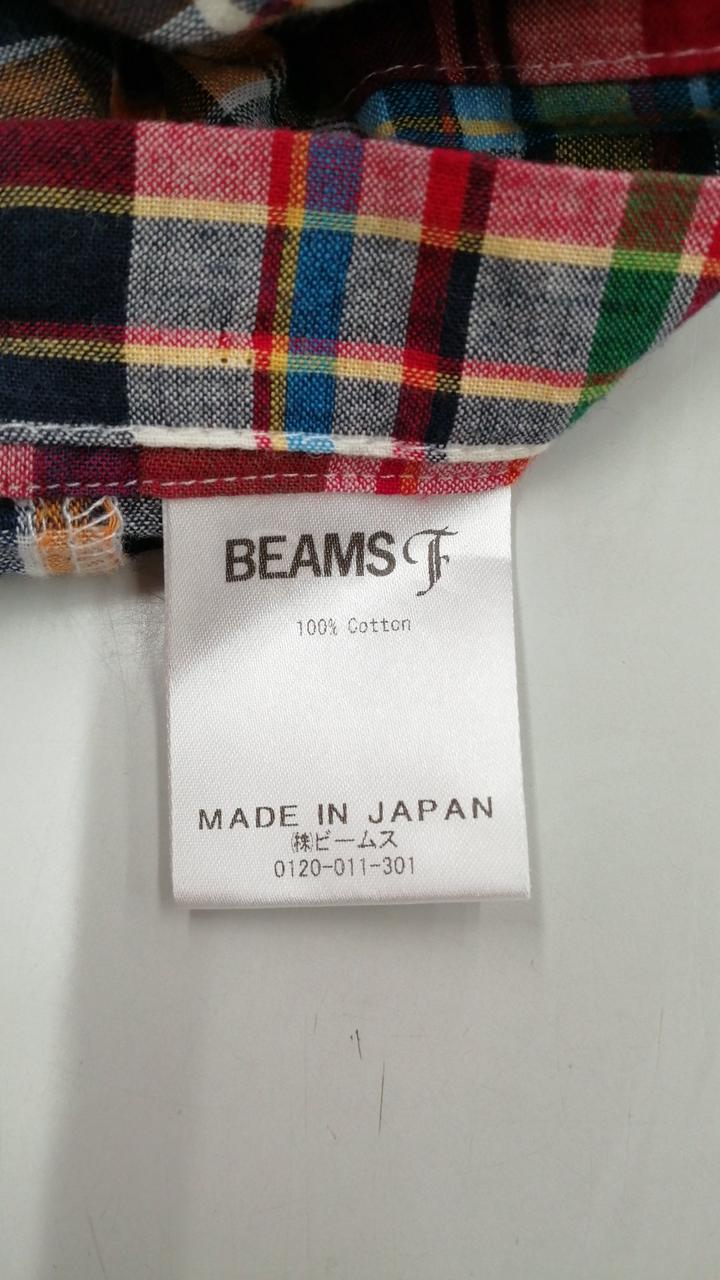 BEAMS F
100% Cotton
MADE IN JAPAN
㈱ビームス
0120-011-301